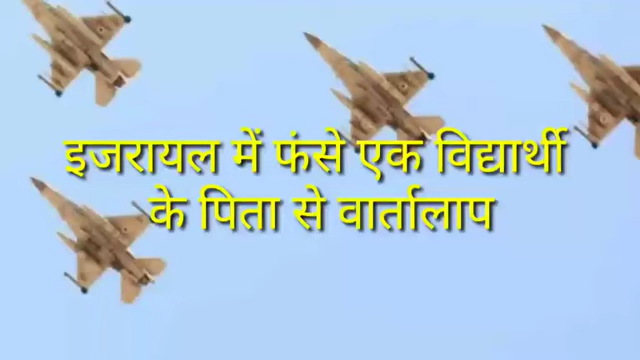 इजरायल में फंसे एक विद्यार्थी
के पिता से वार्तालाप